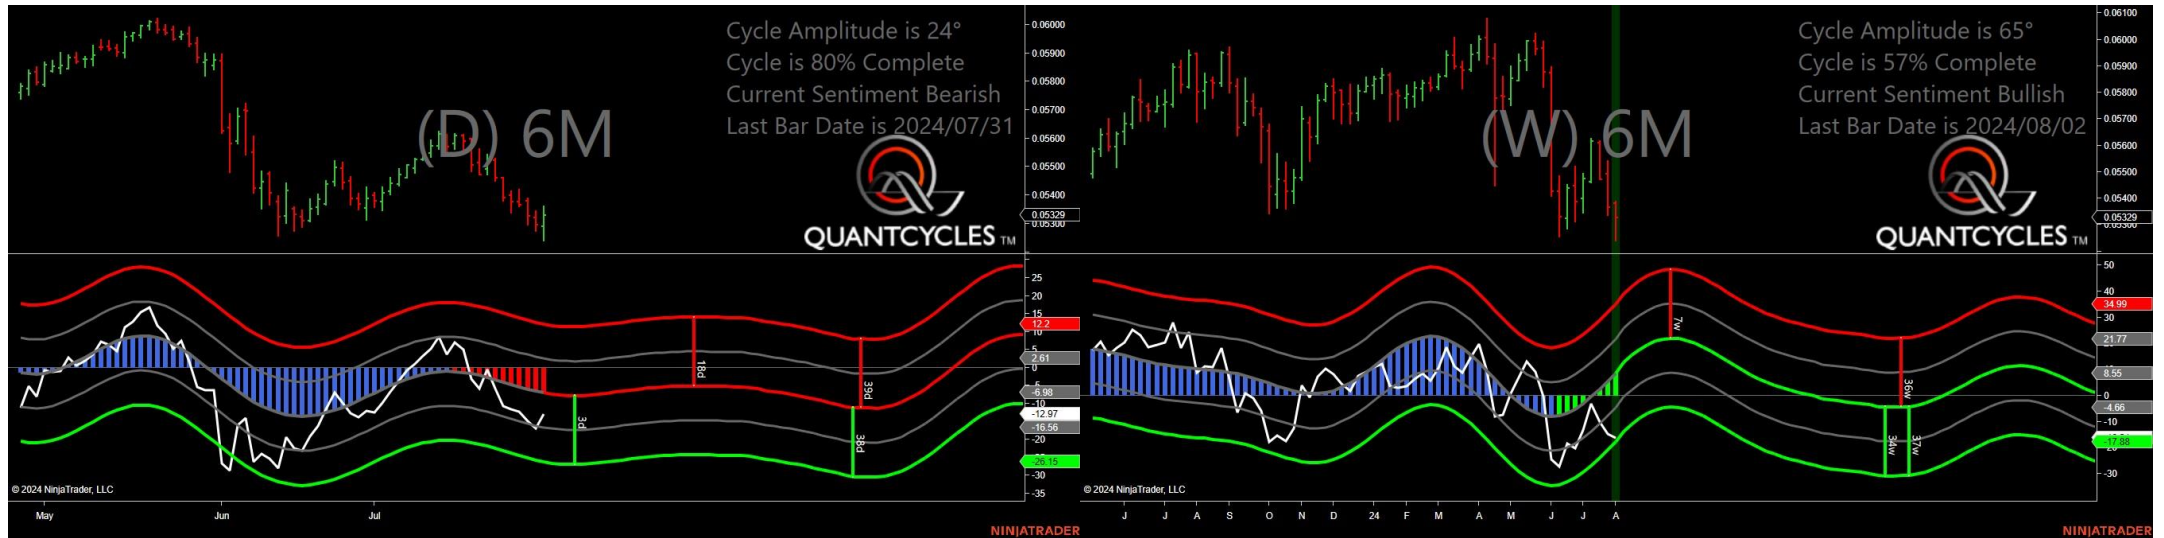 Cycle Amplitude is 24°
Cycle is 80% Complete
Current Sentiment Bearish
Last Bar Date is 2024/07/31
(D) 6M
QUANTCYCLES TM
0.06000
0.05900
0.05800
0.05700
0.05600
0.05500
0.05400
0.05329
0.05300
25
20
15
12.2
10
5
2.61
0
-5
-6.98
-10
-12.97
-16.56
-20
-26.15
-30
-35
3d
18d
39d
38d
© 2024 NinjaTrader, LLC
May Jun Jul
NINJATRADER
Cycle Amplitude is 65°
Cycle is 57% Complete
Current Sentiment Bullish
Last Bar Date is 2024/08/02
(W) 6M
QUANTCYCLES TM
0.06100
0.06000
0.05900
0.05800
0.05700
0.05600
0.05500
0.05400
0.05329
0.05300
50
40
34.99
30
21.77
8.55
0
-4.66
-10
-17.88
-30
7w
36w
34w
37w
© 2024 NinjaTrader, LLC
J J A S O N D 24 F M A M J J A
NINJATRADER